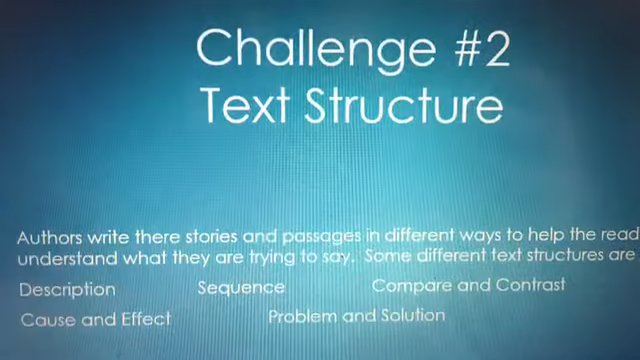 Challenge #2
Text Structure
Authors write there stories and passages in different ways to help the read
understand what they are trying to say. Some different text structures are
Description Sequence Compare and Contrast
Cause and Effect Problem and Solution